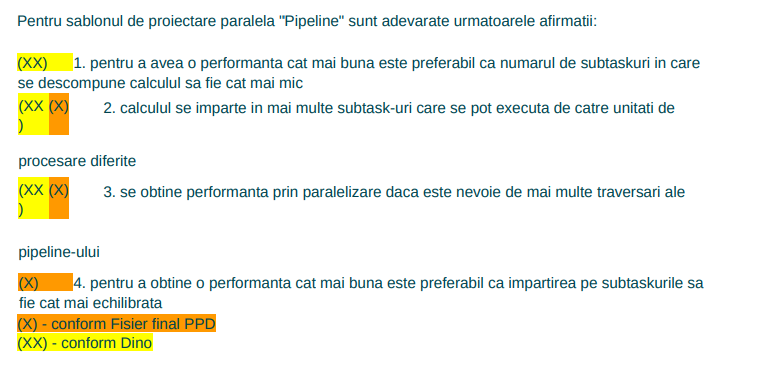 Pentru sablonul de proiectare paralela "Pipeline" sunt adevarate urmatoarele afirmatii:
(XX) 1. pentru a avea o performanta cat mai buna este preferabil ca numarul de subtaskuri in care
se descompune calculul sa fie cat mai mic
(XX) (X) 2. calculul se imparte in mai multe subtask-uri care se pot executa de catre unitati de
procesare diferite
(XX) (X) 3. se obtine performanta prin paralelizare daca este nevoie de mai multe traversari ale
pipeline-ului
(X) 4. pentru a obtine o performanta cat mai buna este preferabil ca impartirea pe subtaskurile sa
fie cat mai echilibrata
(X) - conform Fisier final PPD
(XX) - conform Dino